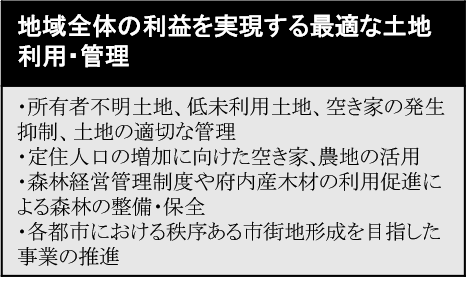 地域全体の利益を実現する最適な土地
利用・管理
・所有者不明土地、低未利用土地、空き家の発生
抑制、土地の適切な管理
・定住人口の増加に向けた空き家、農地の活用
・森林経営管理制度や府内産木材の利用促進に
よる森林の整備・保全
・各都市における秩序ある市街地形成を目指した
事業の推進